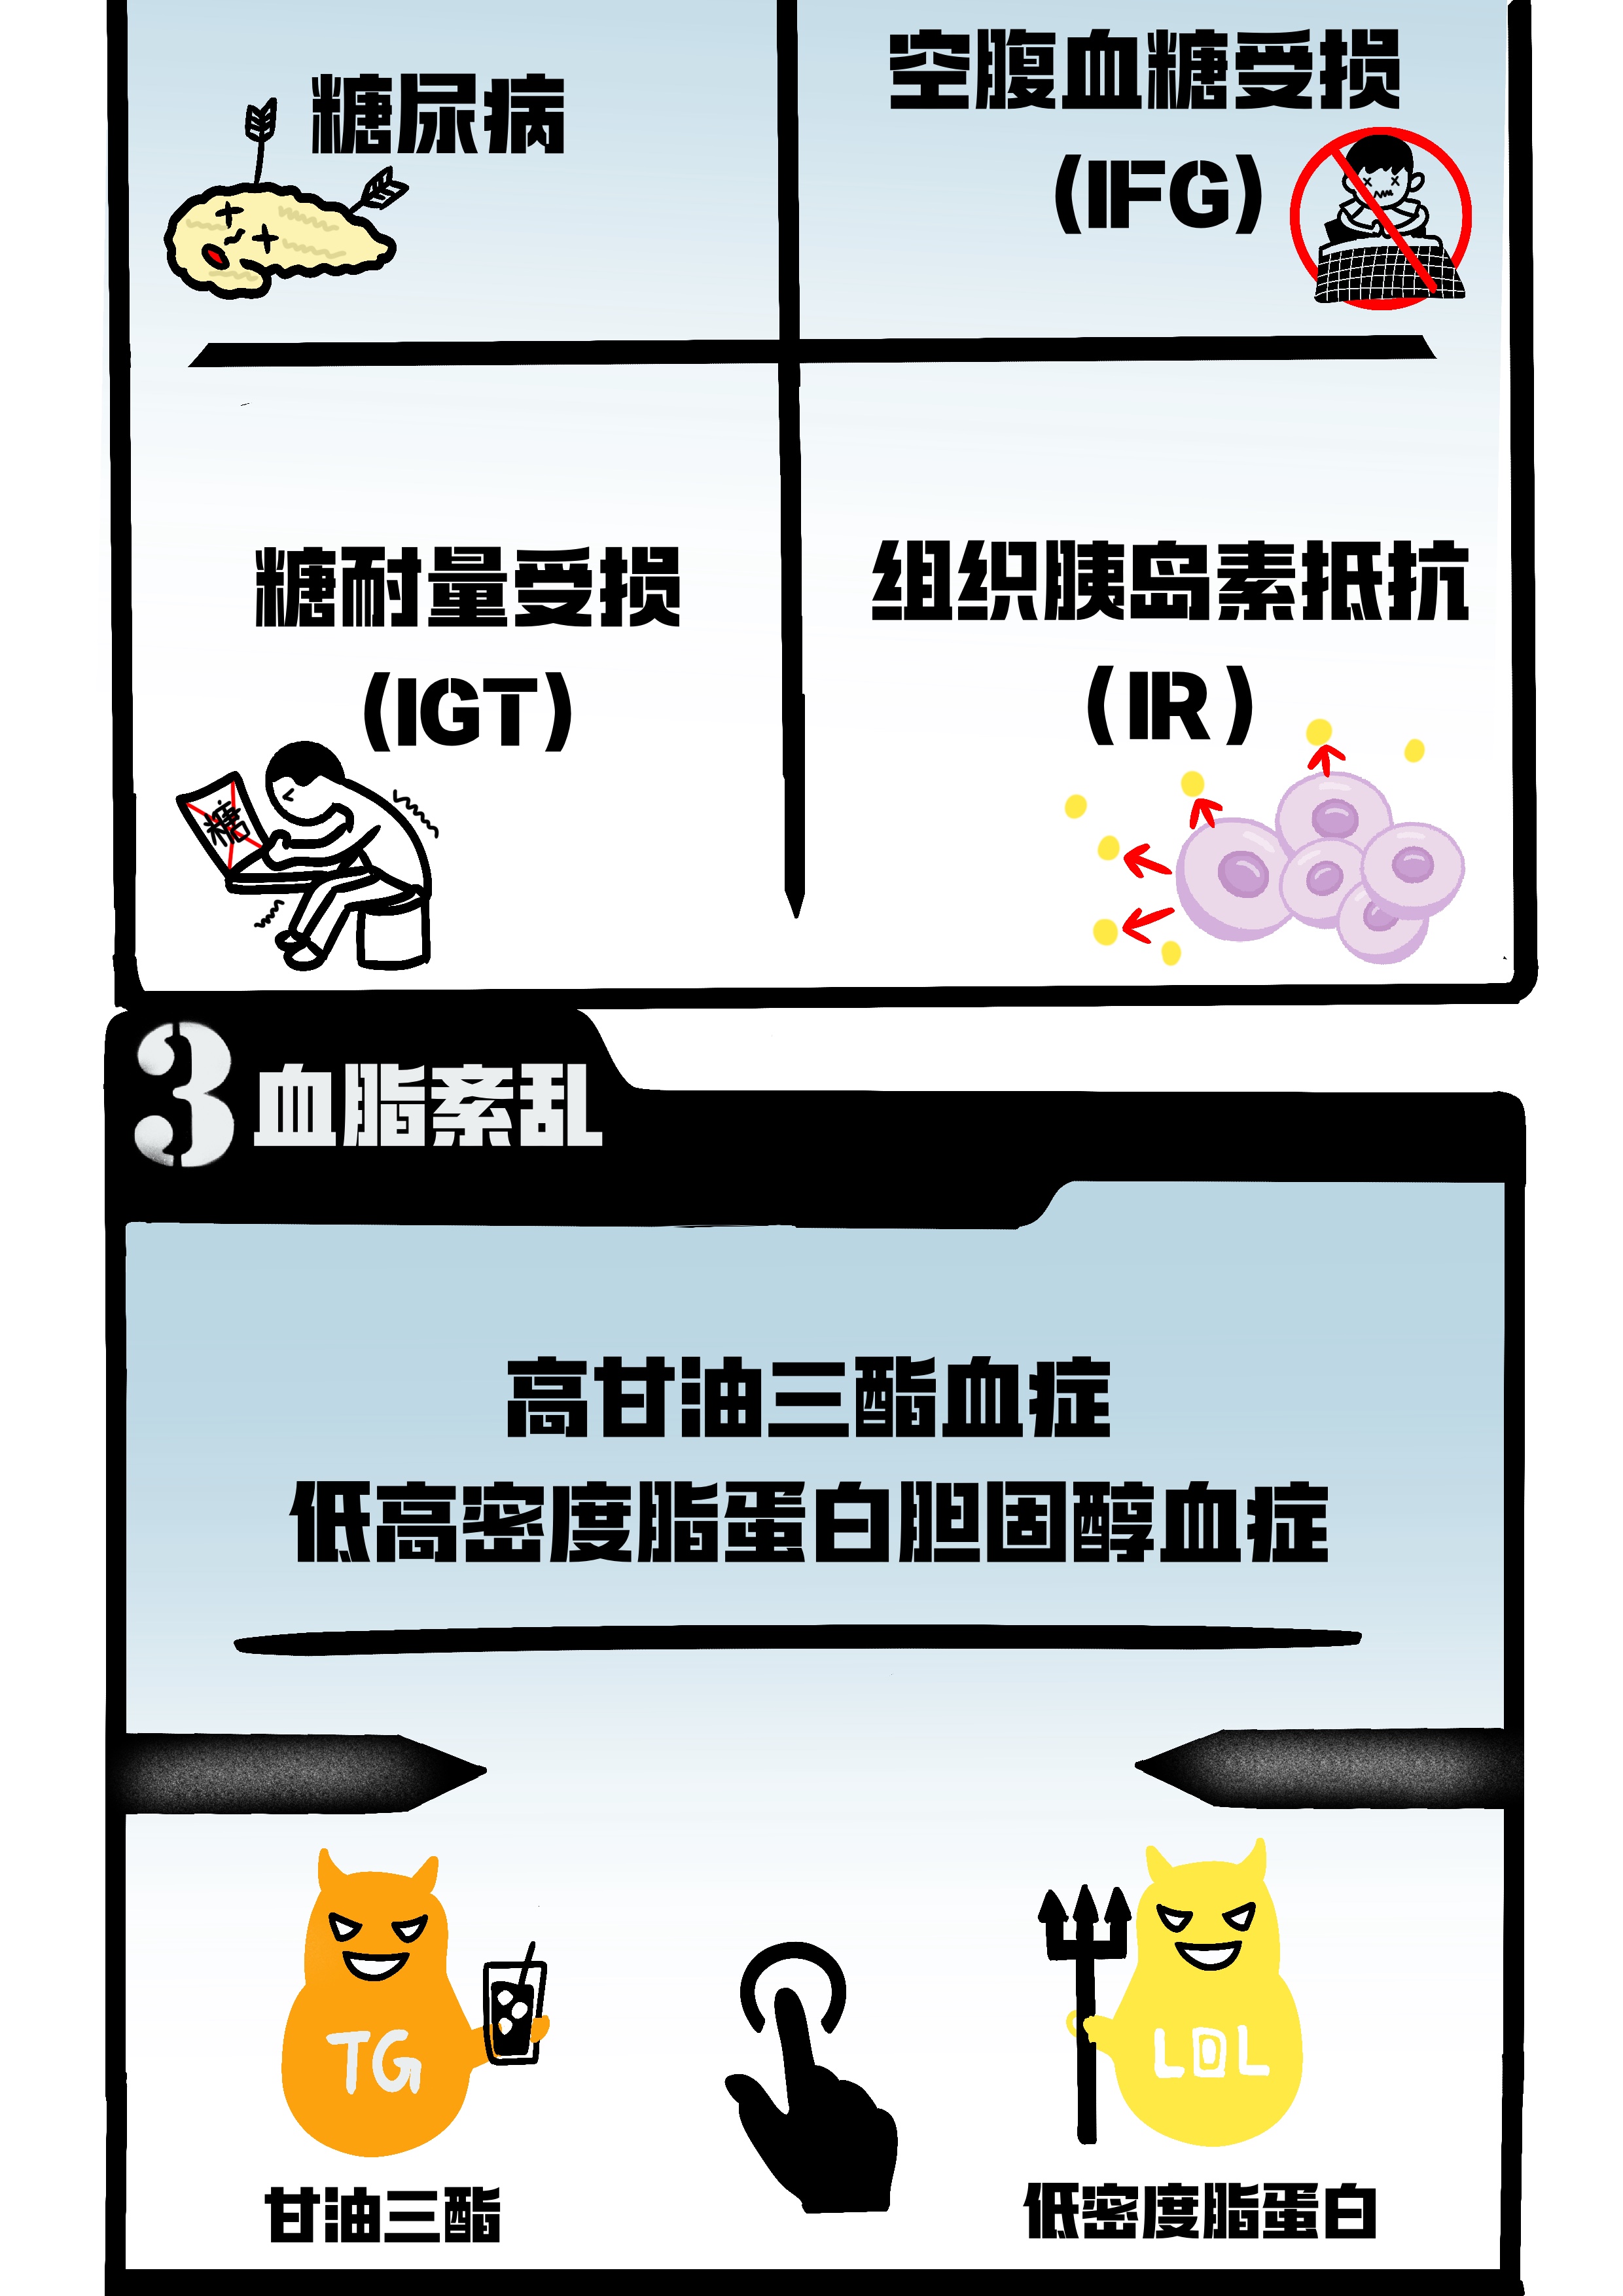 糖尿病
空腹血糖受损
(IFG)
糖耐量受损
(IGT)
糖
组织胰岛素抵抗
(IR)
3 血脂紊乱
高甘油三酯血症
低高密度脂蛋白胆固醇血症
TG
LDL
甘油三酯
低密度脂蛋白